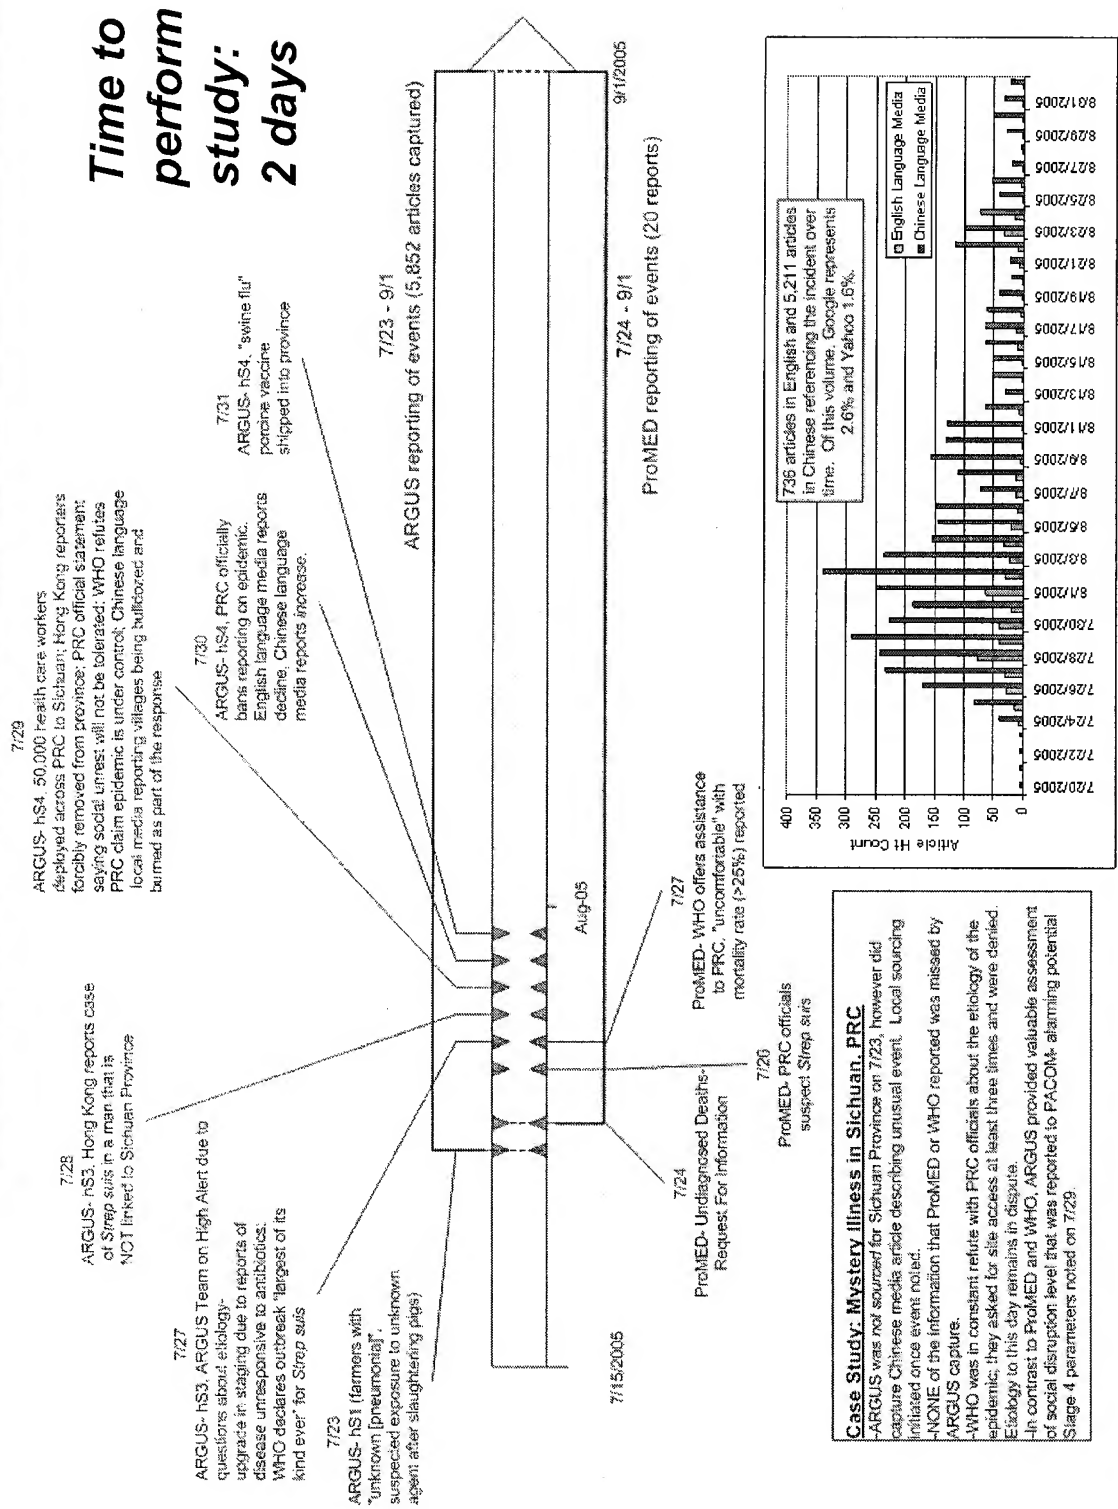 Time to
perform
study:
2 days
7/29
ARGUS- hS4, 50,000 health care workers
deployed across PRC to Sichuan; Hong Kong reporters
forcibly removed from province; PRC official statement
saying social unrest will not be tolerated; WHO refutes
PRC claim epidemic is under control; Chinese language
local media reporting villages being bulldozed and
burned as part of the response
7/28
ARGUS- hS3, Hong Kong reports case
of Strep suis in a man that is
NOT linked to Sichuan Province
7/30
ARGUS- hS4, PRC officially
bans reporting on epidemic.
English language media reports
decline, Chinese language
media reports increase.
7/31
ARGUS- hS4, "swine flu"
porcine vaccine
shipped into province
7/27
ARGUS- hS3, ARGUS Team on High Alert due to
questions about etiology-
upgrade in staging due to reports of
disease unresponsive to antibiotics;
WHO declares outbreak "largest of its
kind ever" for Strep suis
7/23
ARGUS- hS1 (farmers with
"unknown [pneumonia]",
suspected exposure to unknown
agent after slaughtering pigs)
7/23 - 9/1
ARGUS reporting of events (5,852 articles captured)
7/15/2005
Aug-05
9/1/2005
7/24 - 9/1
ProMED reporting of events (20 reports)
7/24
ProMED- Undiagnosed Deaths-
Request For Information
7/26
ProMED- PRC officials
suspect Strep suis
7/27
ProMED- WHO offers assistance
to PRC, "uncomfortable" with
mortality rate (>25%) reported
Case Study: Mystery Illness in Sichuan, PRC
-ARGUS was not sourced for Sichuan Province on 7/23, however did
capture Chinese media article describing unusual event. Local sourcing
initiated once event noted.
-NONE of the information that ProMED or WHO reported was missed by
ARGUS capture.
-WHO was in constant refute with PRC officials about the etiology of the
epidemic; they asked for site access at least three times and were denied.
Etiology to this day remains in dispute.
-In contrast to ProMED and WHO, ARGUS provided valuable assessment
of social disruption level that was reported to PACOM- alarming potential
Stage 4 parameters noted on 7/29.
736 articles in English and 5,211 articles
in Chinese referencing the incident over
time. Of this volume, Google represents
2.6% and Yahoo 1.6%.
English Language Media
Chinese Language Media
Article Hit Count
400
350
300
250
200
150
100
50
0
7/20/2005
7/22/2005
7/24/2005
7/26/2005
7/28/2005
7/30/2005
8/1/2005
8/3/2005
8/5/2005
8/7/2005
8/9/2005
8/11/2005
8/13/2005
8/15/2005
8/17/2005
8/19/2005
8/21/2005
8/23/2005
8/25/2005
8/27/2005
8/29/2005
8/31/2005